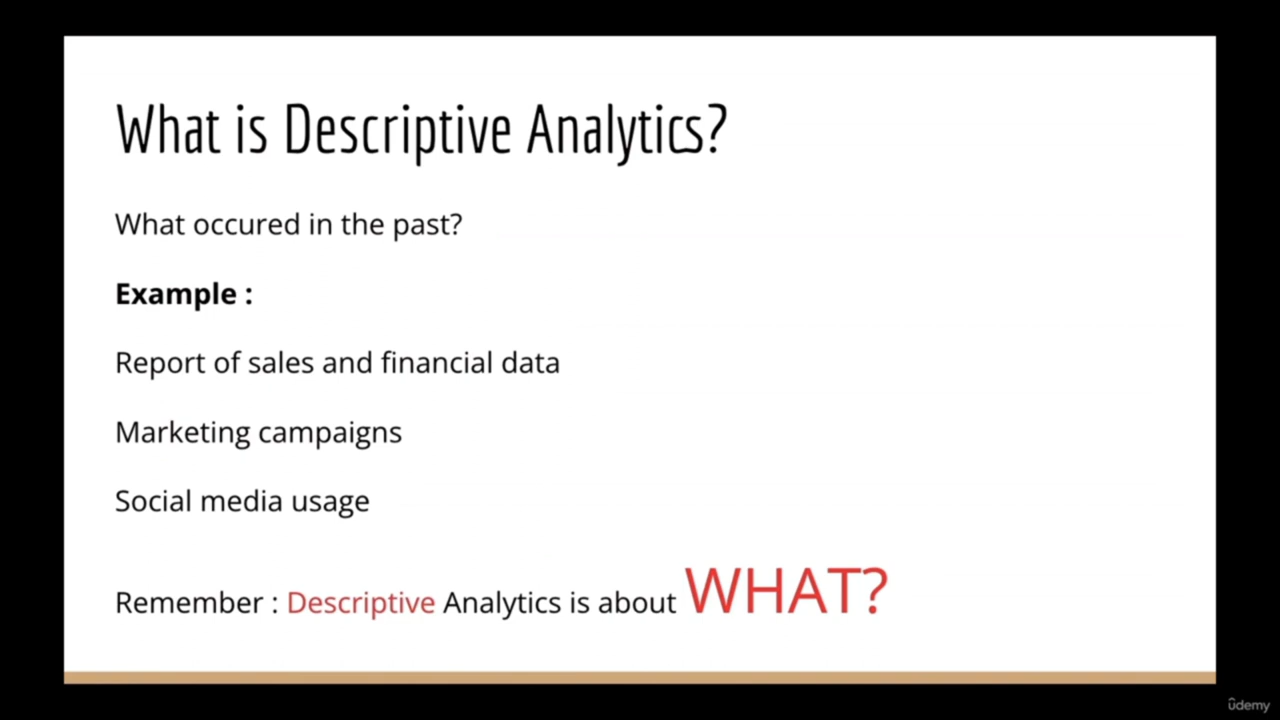 What is Descriptive Analytics?
What occured in the past?
Example :
Report of sales and financial data
Marketing campaigns
Social media usage
Remember : Descriptive Analytics is about WHAT?
ûdemy